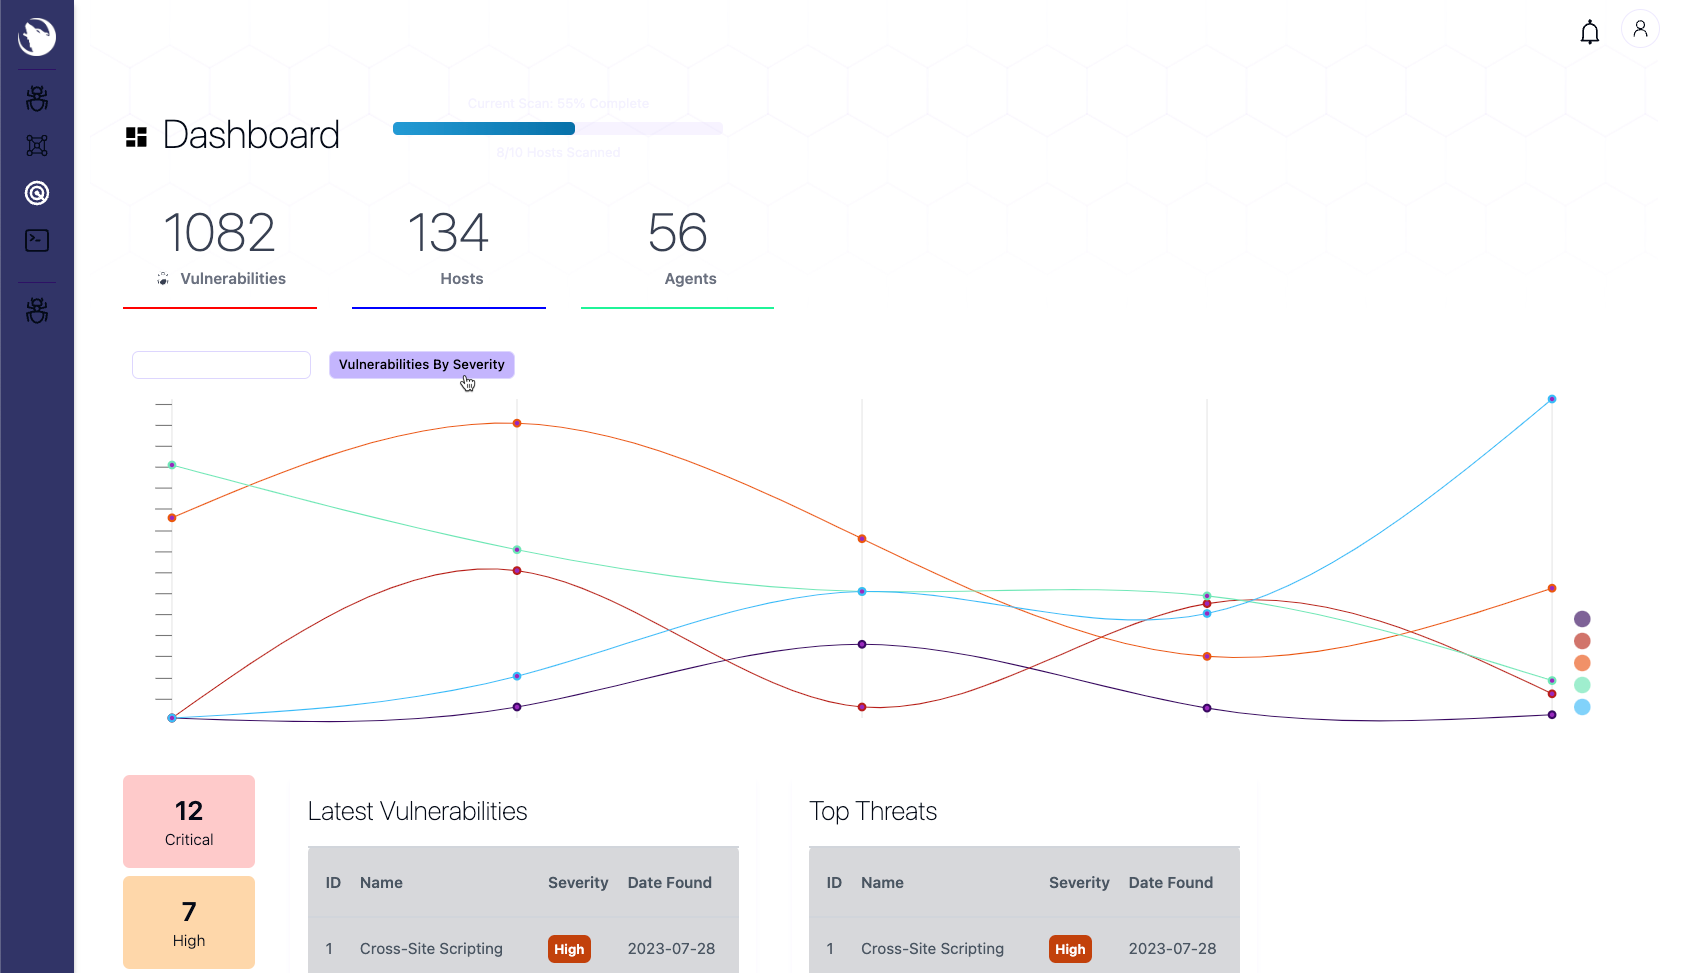 Current Scan: 55% Complete
Dashboard
8/10 Hosts Scanned
1082
134
56
Vulnerabilities
Hosts
Agents
Vulnerabilities By Severity
12
Critical
7
High
Latest Vulnerabilities
ID Name Severity Date Found
1 Cross-Site Scripting High 2023-07-28
Top Threats
ID Name Severity Date Found
1 Cross-Site Scripting High 2023-07-28